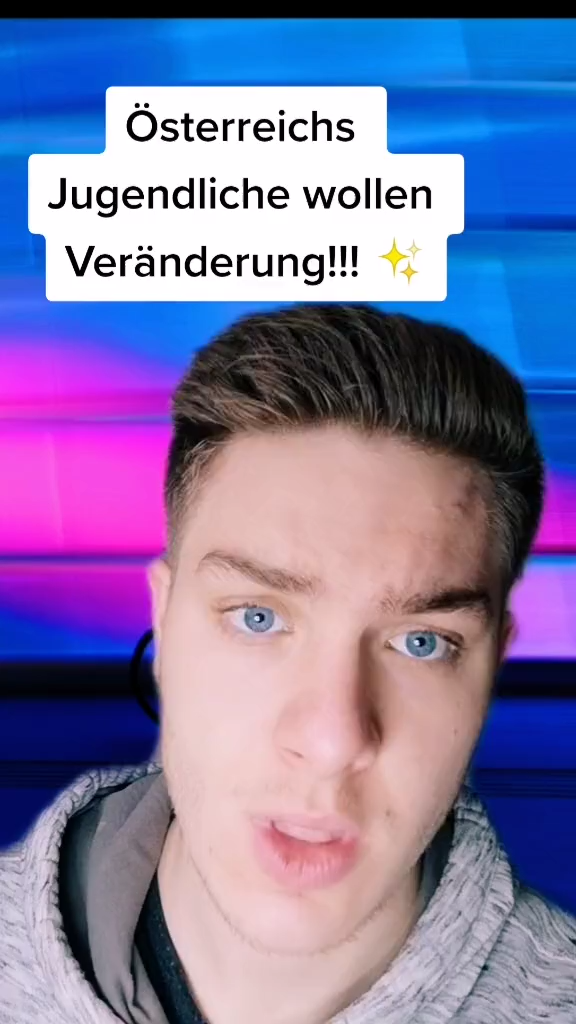 Österreichs
Jugendliche wollen
Veränderung!!! ✨